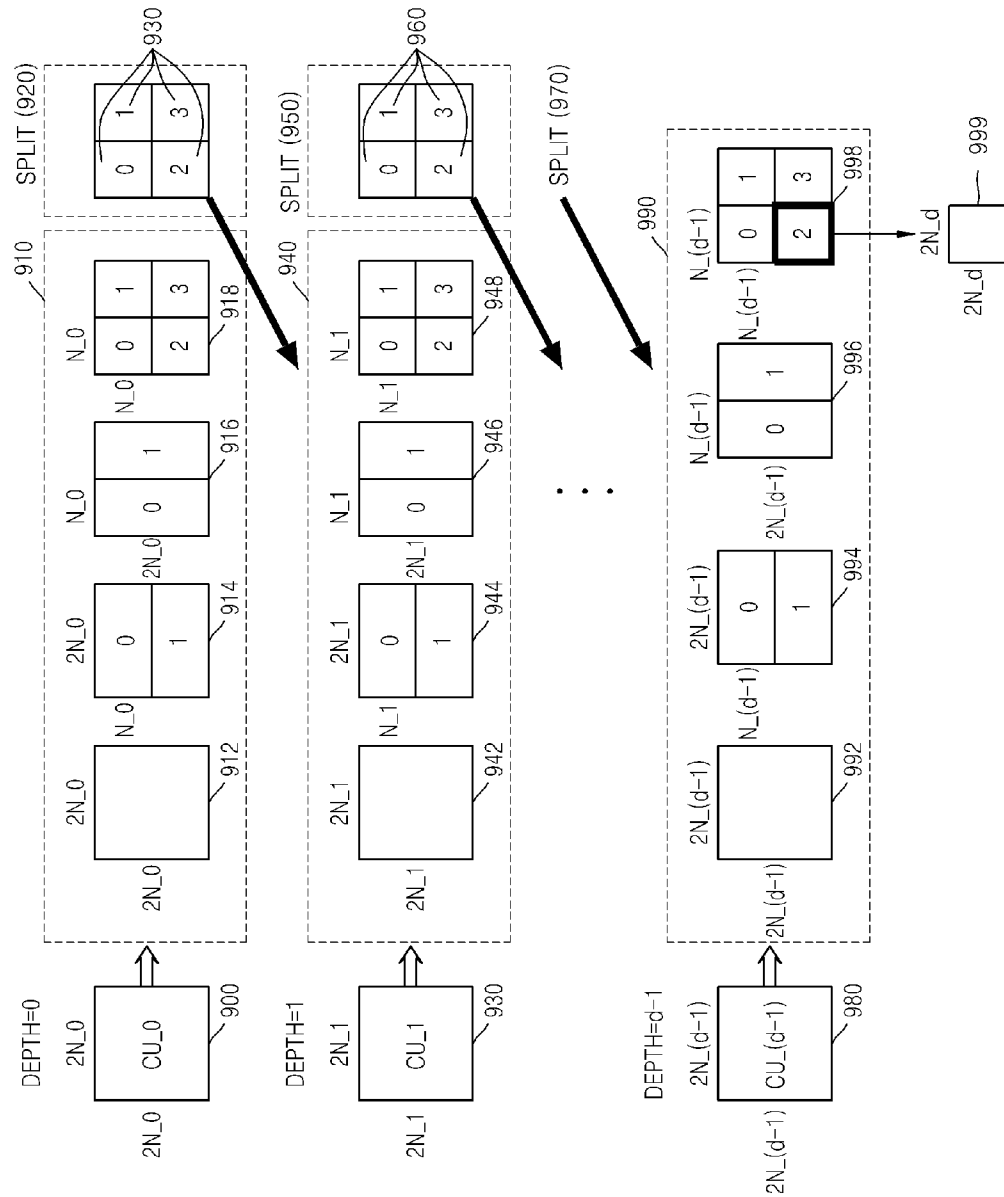 DEPTH=0
2N_0
2N_0
CU_0
900
910
2N_0
2N_0
912
2N_0
N_0
0
1
914
N_0
2N_0
0
1
916
N_0
N_0
0
1
2
3
918
SPLIT (920)
0
1
2
3
930
DEPTH=1
2N_1
2N_1
CU_1
930
940
2N_1
2N_1
942
2N_1
N_1
0
1
944
N_1
2N_1
0
1
946
N_1
N_1
0
1
2
3
948
SPLIT (950)
0
1
2
3
960
SPLIT (970)
DEPTH=d-1
2N_(d-1)
2N_(d-1)
CU_(d-1)
980
990
2N_(d-1)
2N_(d-1)
992
2N_(d-1)
N_(d-1)
0
1
994
N_(d-1)
2N_(d-1)
0
1
996
N_(d-1)
N_(d-1)
0
1
2
3
998
2N_d
2N_d
999